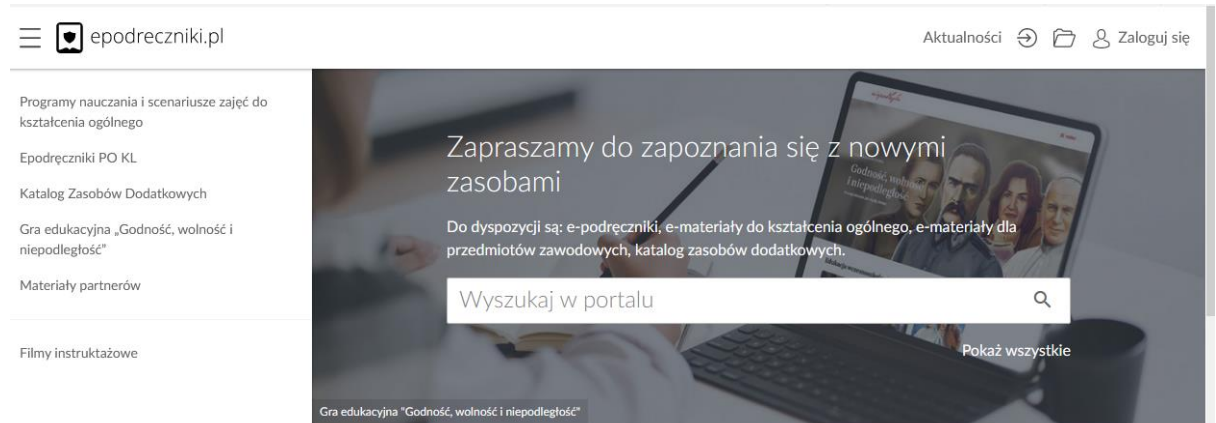 epodreczniki.pl
Aktualności
Zaloguj się
Programy nauczania i scenariusze zajęć do
kształcenia ogólnego
Epodręczniki PO KL
Katalog Zasobów Dodatkowych
Gra edukacyjna „Godność, wolność i
niepodległość”
Materiały partnerów
Filmy instruktażowe
Zapraszamy do zapoznania się z nowymi
zasobami
Do dyspozycji są: e-podręczniki, e-materiały do kształcenia ogólnego, e-materiały dla
przedmiotów zawodowych, katalog zasobów dodatkowych.
Wyszukaj w portalu
Pokaż wszystkie
Godność, wolność
i niepodległość
Gra edukacyjna "Godność, wolność i niepodległość"